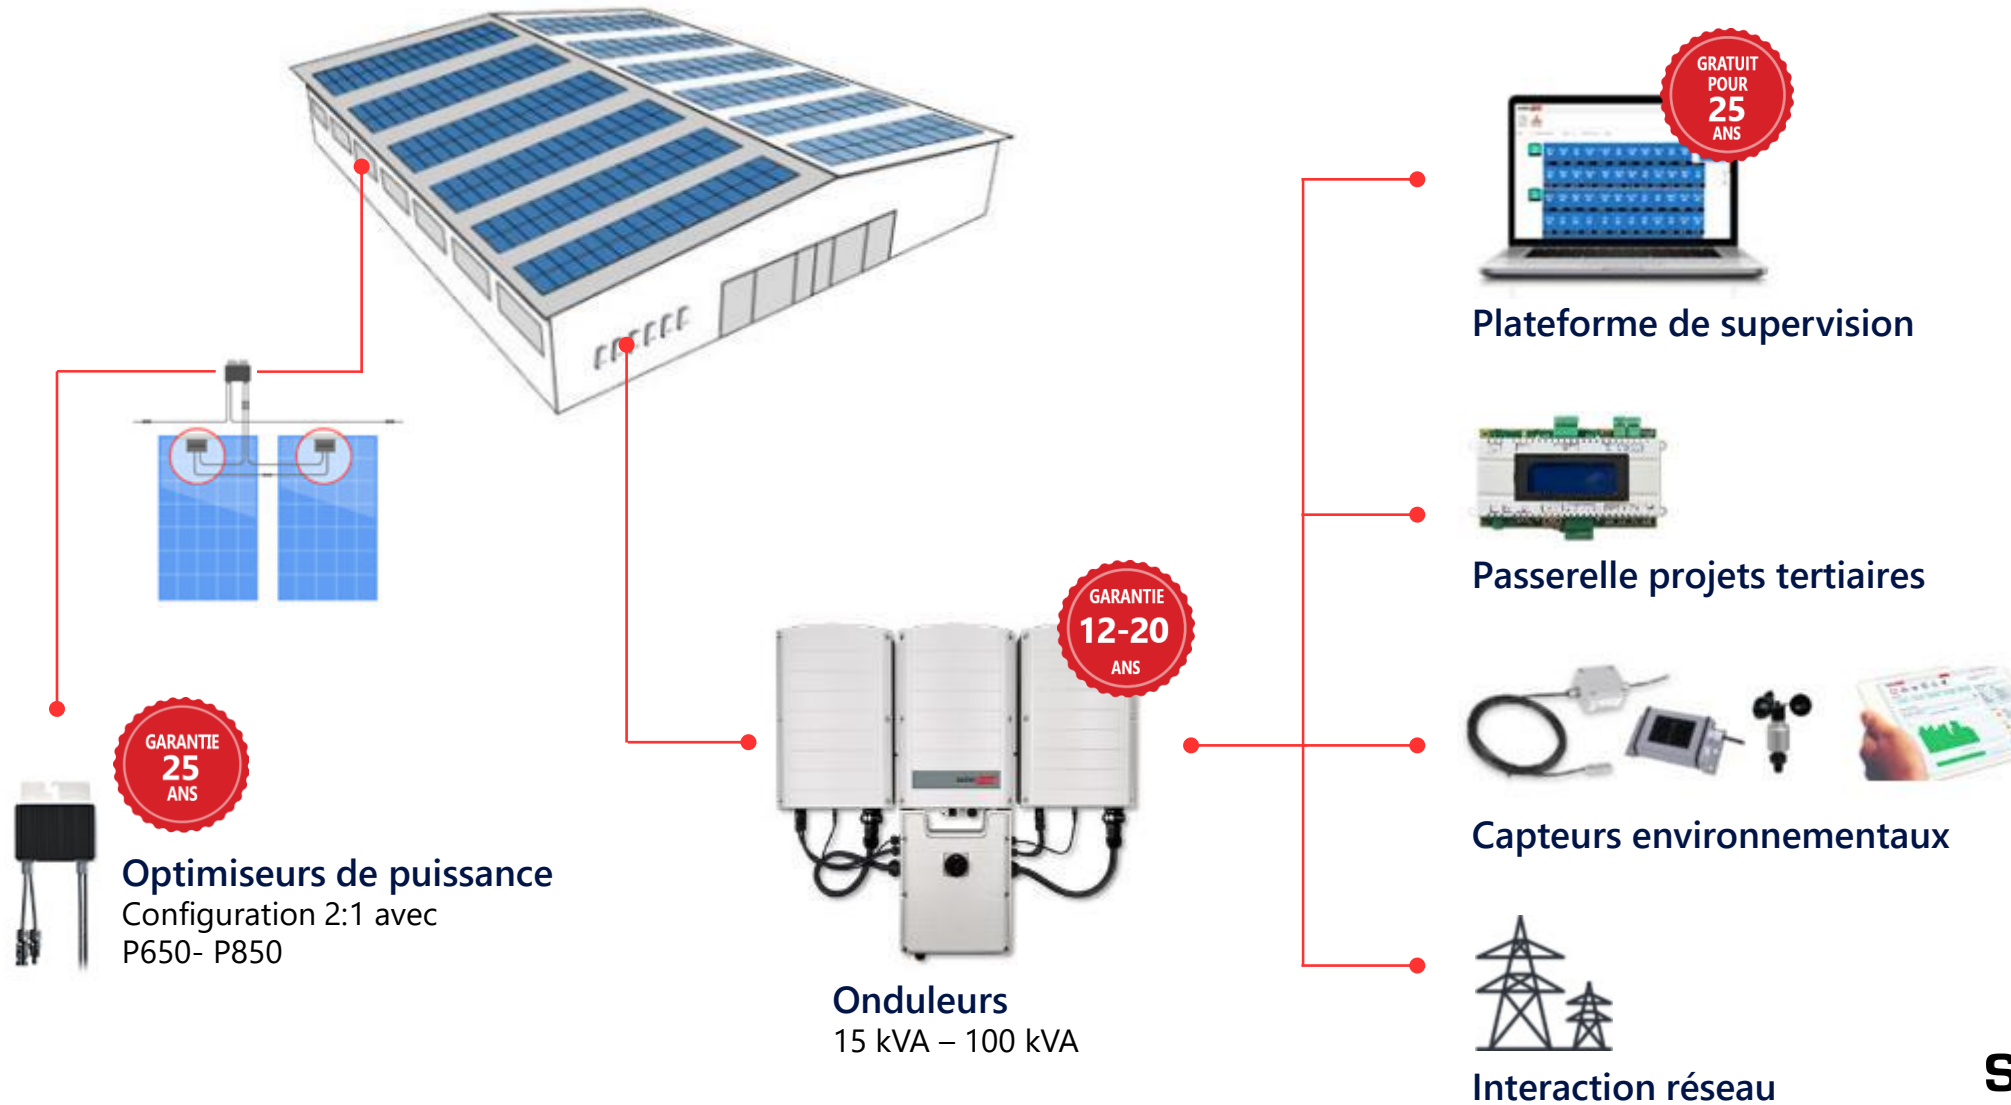 GRATUIT
POUR
25
ANS
Plateforme de supervision
Passerelle projets tertiaires
GARANTIE
12-20
ANS
GARANTIE
25
ANS
Capteurs environnementaux
Optimiseurs de puissance
Configuration 2:1 avec
P650- P850
Onduleurs
15 kVA – 100 kVA
Interaction réseau
S